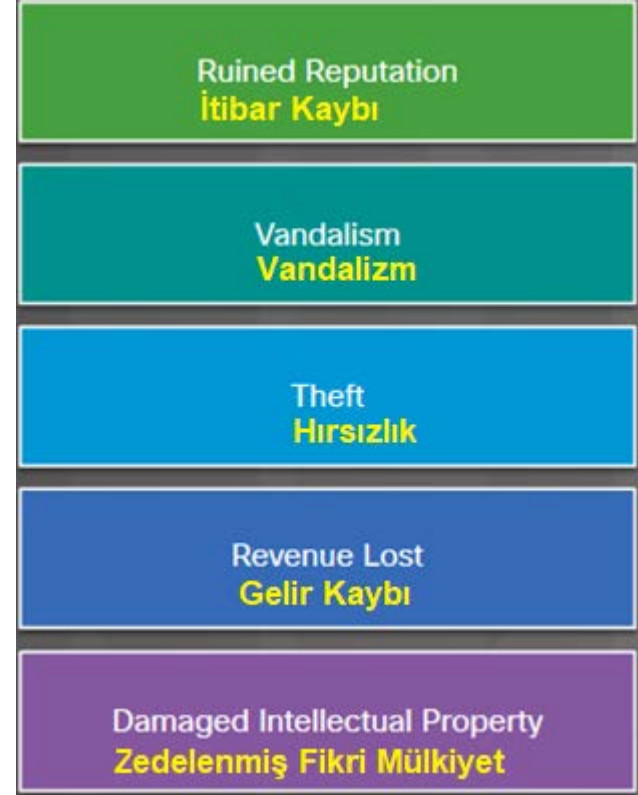 Ruined Reputation
İtibar Kaybı
Vandalism
Vandalizm
Theft
Hırsızlık
Revenue Lost
Gelir Kaybı
Damaged Intellectual Property
Zedelenmiş Fikri Mülkiyet